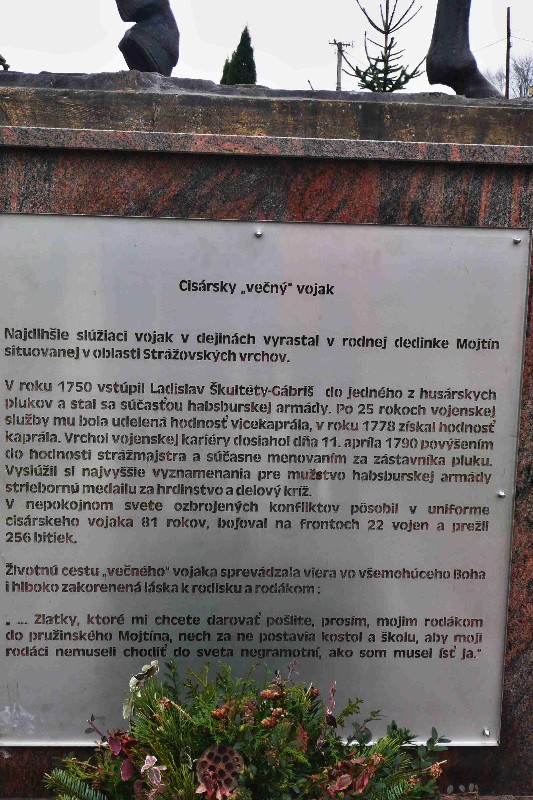 Cisársky „večný“ vojak
Najdlhšie slúžiaci vojak v dejinách vyrastal v rodnej dedinke Mojtín
situovanej v oblasti Strážovských vrchov.
V roku 1750 vstúpil Ladislav Škultéty-Gábriš do jedného z husárskych
plukov a stal sa súčasťou habsburskej armády. Po 25 rokoch vojenskej
služby mu bola udelená hodnosť vicekaprála, v roku 1778 získal hodnosť
kaprála. Vrchol vojenskej kariéry dosiahol dňa 11. apríla 1790 povýšením
do hodnosti strážmajstra a súčasne menovaním za zástavníka pluku.
Vyslúžil si najvyššie vyznamenania pre mužstvo habsburskej armády
striebornú medailu za hrdinstvo a delový kríž.
V nepokojnom svete ozbrojených konfliktov pôsobil v uniforme
cisárskeho vojaka 81 rokov, bojoval na frontoch 22 vojen a prežil
256 bitiek.
Životnú cestu „večného“ vojaka sprevádzala viera vo všemohúceho Boha
i hlboko zakorenená láska k rodisku a rodákom :
„ ... Zlatky, ktoré mi chcete darovať pošlite, prosím, mojim rodákom
do pružinského Mojtína, nech za ne postavia kostol a školu, aby moji
rodáci nemuseli chodiť do sveta negramotní, ako som musel ísť ja.“